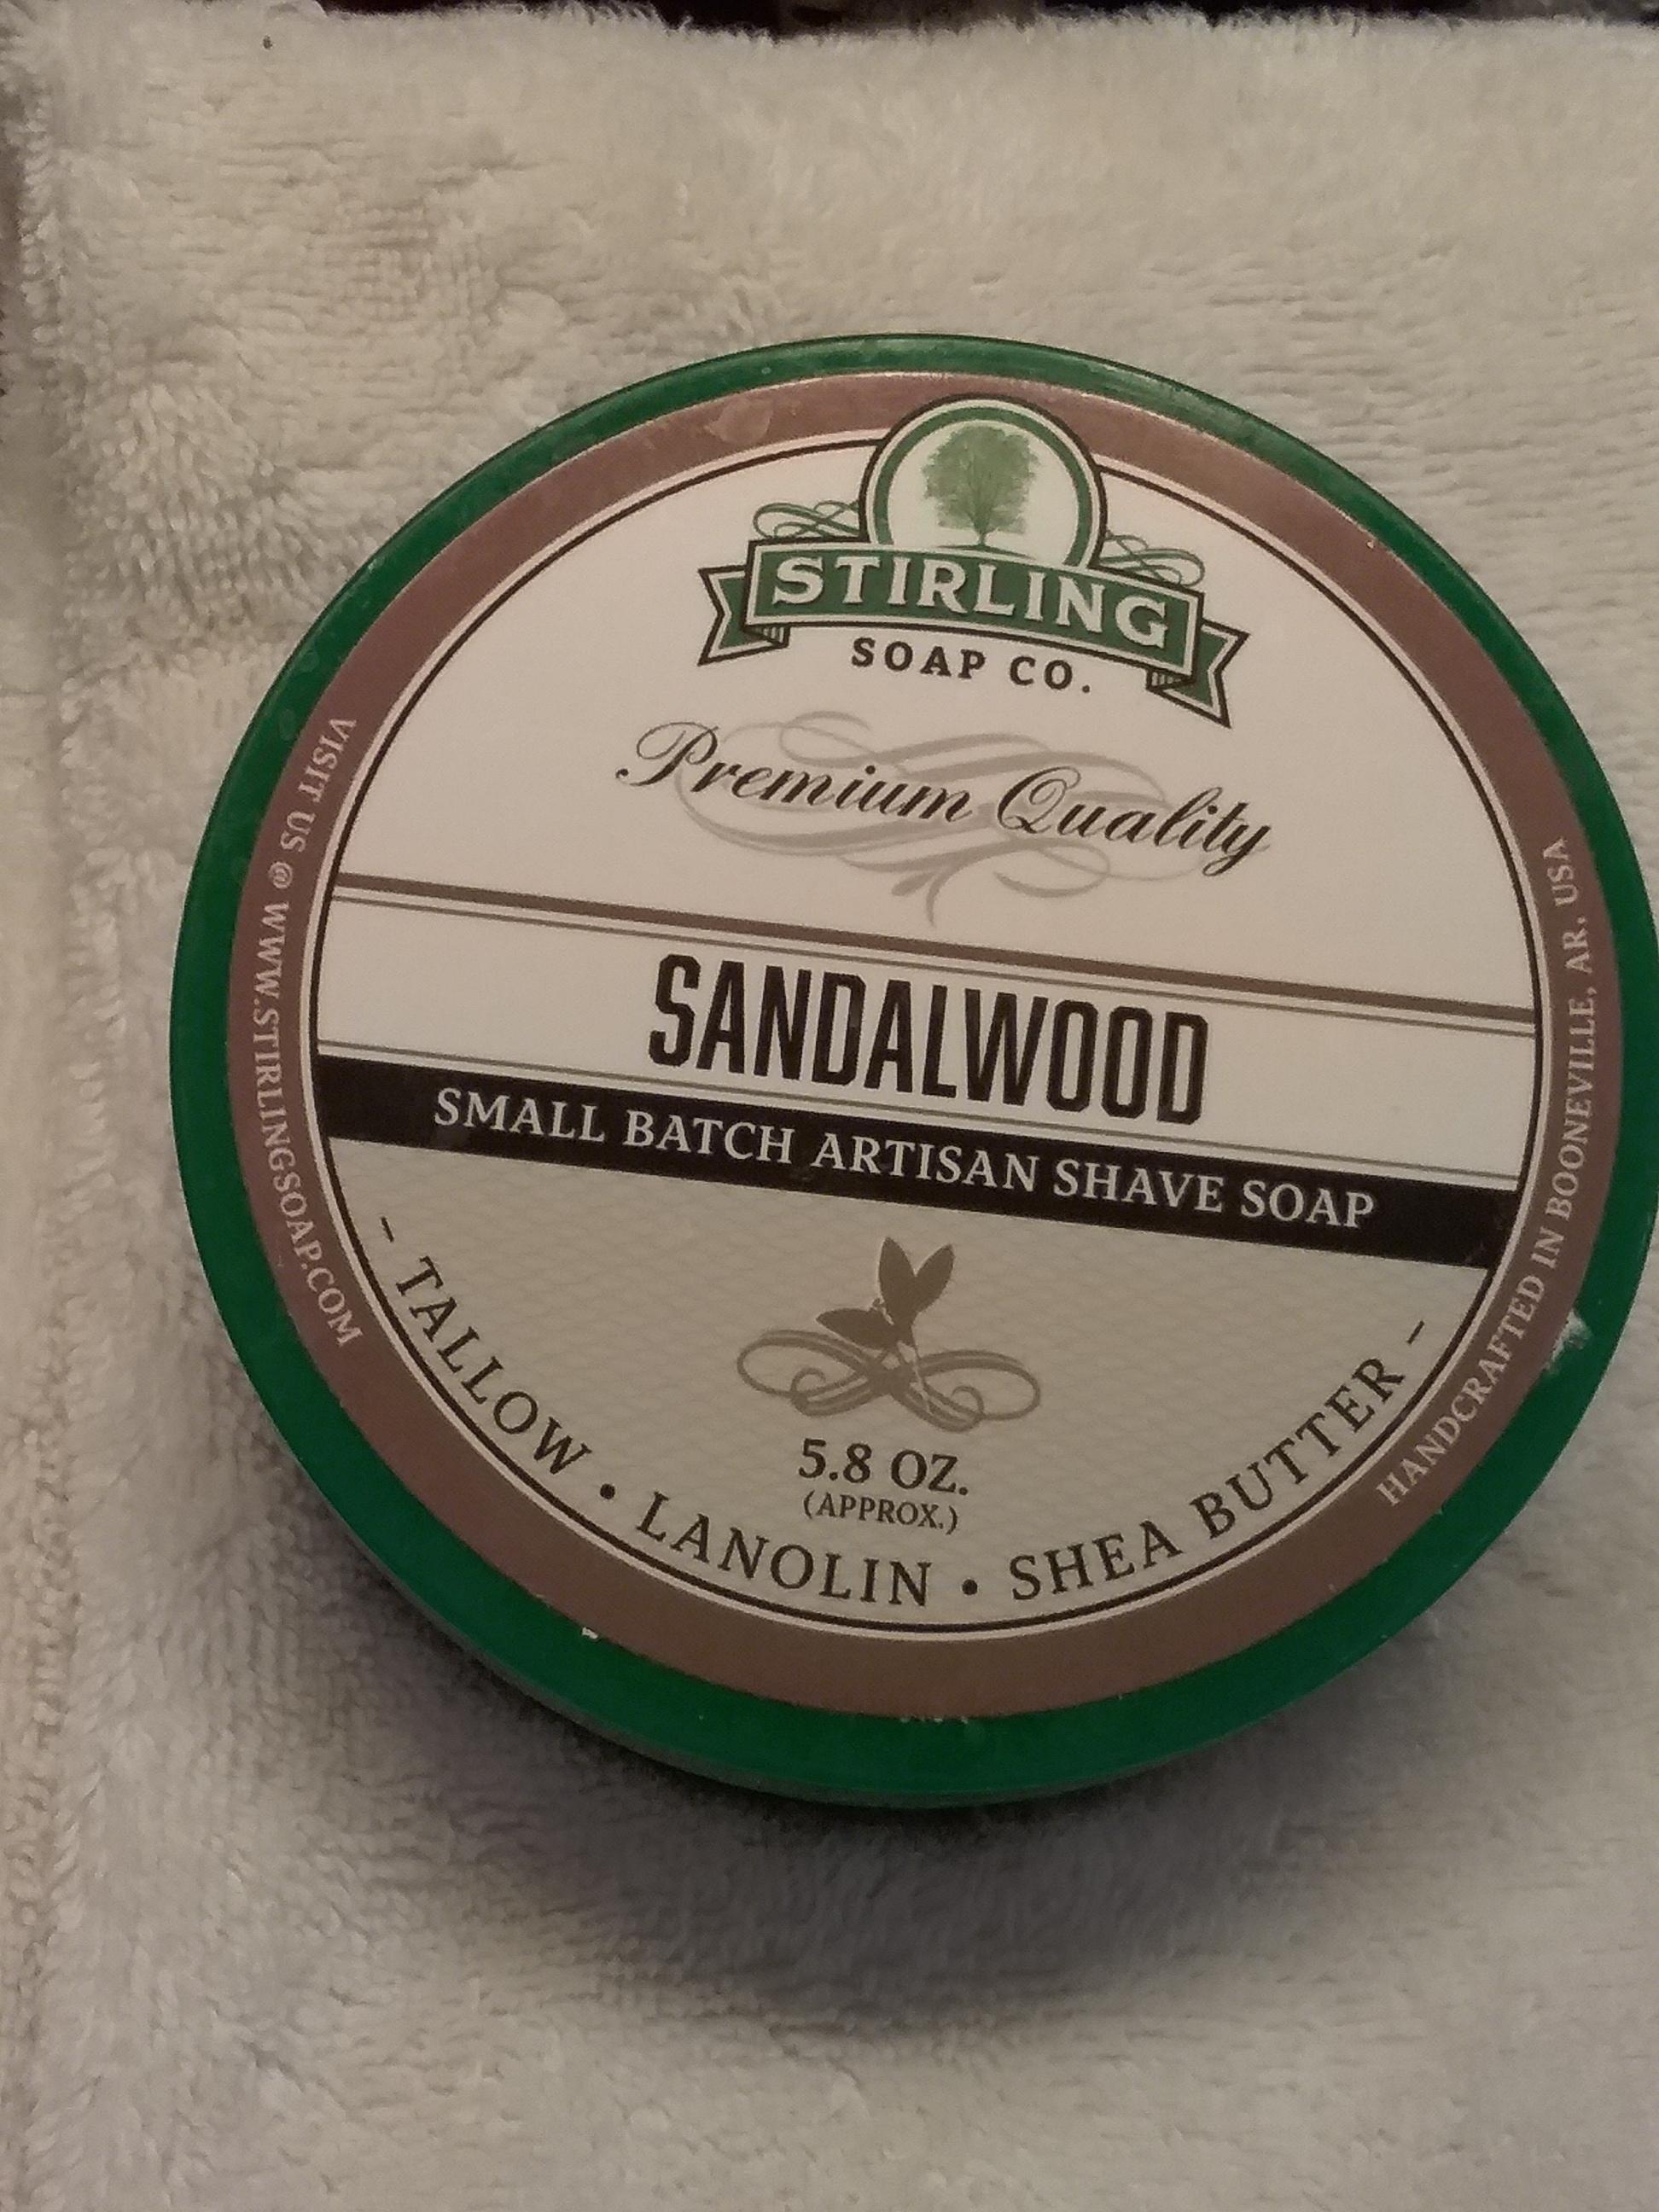 STIRLING
SOAP CO.
Premium Quality
SANDALWOOD
SMALL BATCH ARTISAN SHAVE SOAP
5.8 OZ.
(APPROX.)
- TALLOW • LANOLIN • SHEA BUTTER -
VISIT US @ WWW.STIRLINGSOAP.COM
HANDCRAFTED IN BOONEVILLE, AR, USA